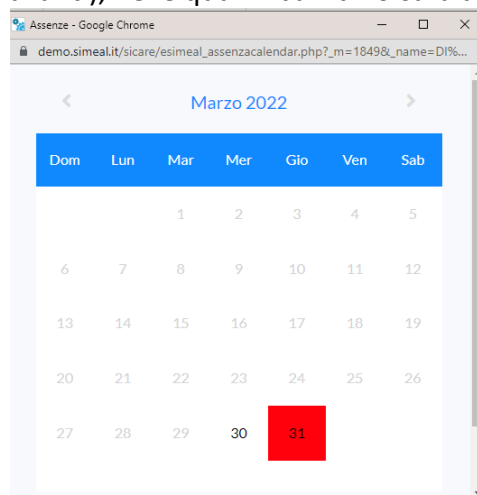 Assenze - Google Chrome
demo.simeal.it/sicare/esimeal_assenzacalendar.php?_m=1849&_name=DI%...
Marzo 2022
Dom Lun Mar Mer Gio Ven Sab
1 2 3 4 5
6 7 8 9 10 11 12
13 14 15 16 17 18 19
20 21 22 23 24 25 26
27 28 29 30 31